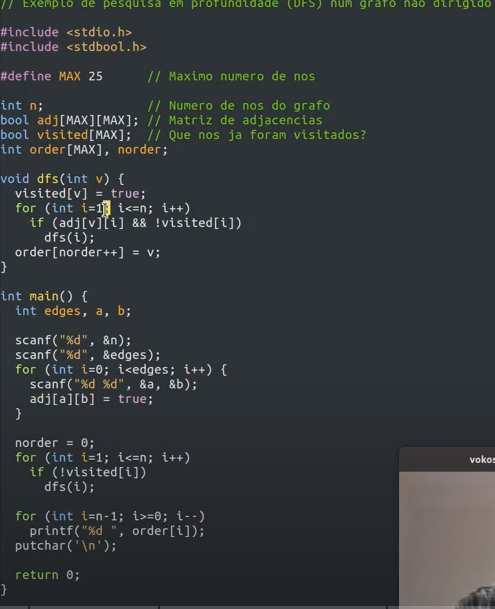 // Exemplo de pesquisa em profundidade (DFS) num grafo nao dirigido
#include <stdio.h>
#include <stdbool.h>
#define MAX 25 // Maximo numero de nos
int n; // Numero de nos do grafo
bool adj[MAX][MAX]; // Matriz de adjacencias
bool visited[MAX]; // Que nos ja foram visitados?
int order[MAX], norder;
void dfs(int v) {
visited[v] = true;
for (int i=1; i<=n; i++)
if (adj[v][i] && !visited[i])
dfs(i);
order[norder++] = v;
}
int main() {
int edges, a, b;
scanf("%d", &n);
scanf("%d", &edges);
for (int i=0; i<edges; i++) {
scanf("%d %d", &a, &b);
adj[a][b] = true;
}
norder = 0;
for (int i=1; i<=n; i++)
if (!visited[i])
dfs(i);
for (int i=n-1; i>=0; i--)
printf("%d ", order[i]);
putchar('\n');
return 0;
}
vokos